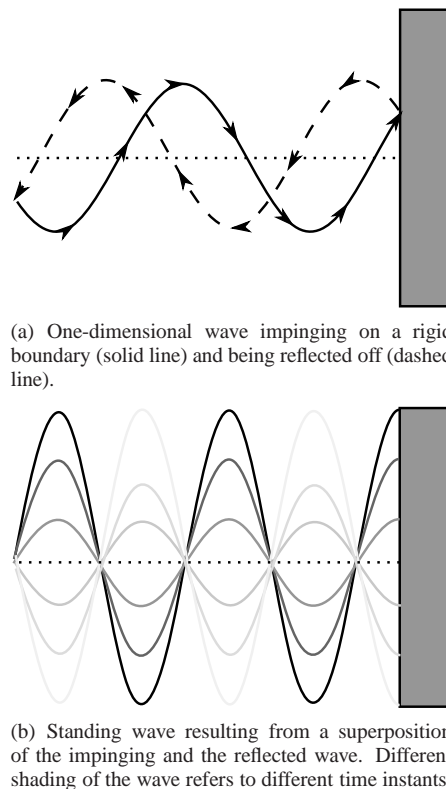 (a) One-dimensional wave impinging on a rigid
boundary (solid line) and being reflected off (dashed
line).
(b) Standing wave resulting from a superposition
of the impinging and the reflected wave. Differen
shading of the wave refers to different time instants